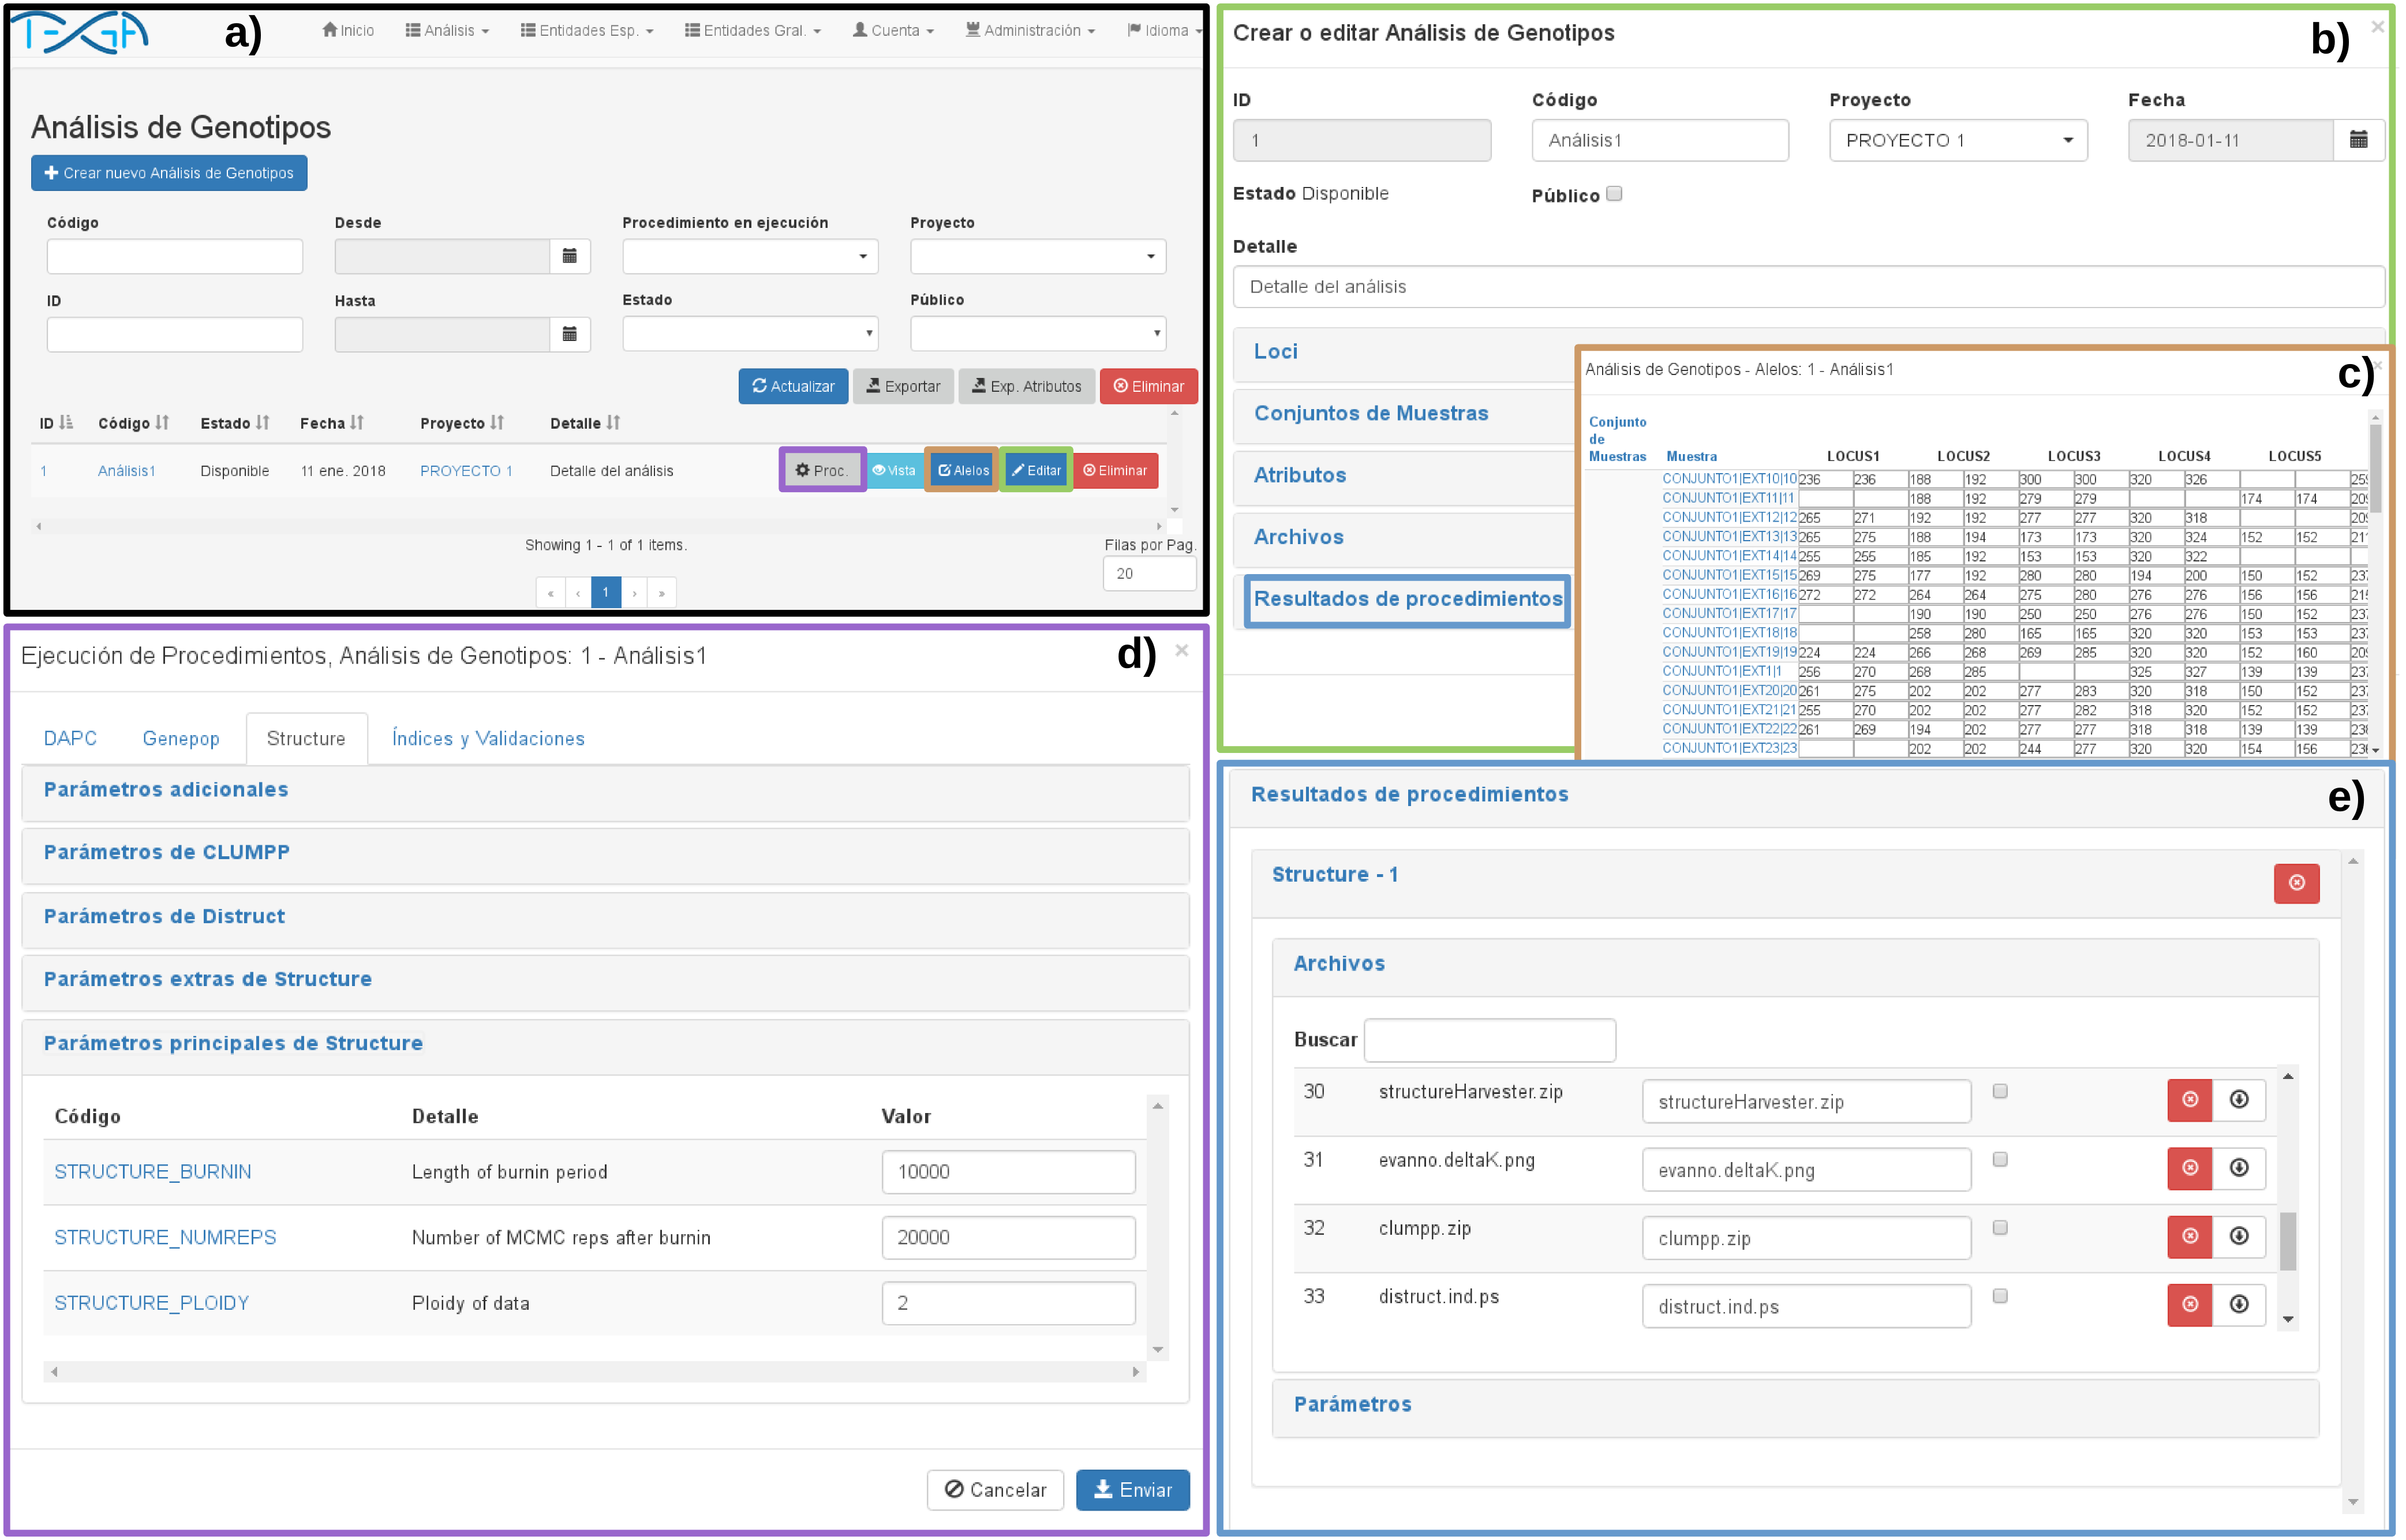 TEXGA
a)
Inicio Análisis Entidades Esp. Entidades Gral. Cuenta Administración Idioma
Análisis de Genotipos
Crear nuevo Análisis de Genotipos
Código Desde Procedimiento en ejecución Proyecto
ID Hasta Estado Público
Actualizar Exportar Exp. Atributos Eliminar
ID Código Estado Fecha Proyecto Detalle
1 Análisis1 Disponible 11 ene. 2018 PROYECTO 1 Detalle del análisis Proc. Vista Alelos Editar Eliminar
Showing 1 - 1 of 1 items.
Filas por Pag.
20
« ‹ 1 › »
b)
Crear o editar Análisis de Genotipos ×
ID Código Proyecto Fecha
1 Análisis1 PROYECTO 1 2018-01-11
Estado Disponible Público
Detalle
Detalle del análisis
Loci
Conjuntos de Muestras
Atributos
Archivos
Resultados de procedimientos
c)
Análisis de Genotipos - Alelos: 1 - Análisis1
Conjunto
de
Muestras Muestra LOCUS1 LOCUS2 LOCUS3 LOCUS4 LOCUS5
CONJUNTO1|EXT10|10 236 236 188 192 300 300 320 326
CONJUNTO1|EXT11|11 188 192 279 279 174 174
CONJUNTO1|EXT12|12 265 271 192 192 277 277 320 318
CONJUNTO1|EXT13|13 265 275 188 194 173 173 320 324 152 152
CONJUNTO1|EXT14|14 255 255 185 192 153 153 320 322
CONJUNTO1|EXT15|15 269 275 177 192 280 280 194 200 150 152
CONJUNTO1|EXT16|16 272 272 264 264 275 280 276 276 156 156
CONJUNTO1|EXT17|17 190 190 250 250 276 276 150 152
CONJUNTO1|EXT18|18 258 280 165 165 320 320 153 153
CONJUNTO1|EXT19|19 224 224 266 268 269 285 320 320 152 160
CONJUNTO1|EXT1|1 256 270 268 285 325 327 139 139
CONJUNTO1|EXT20|20 261 275 202 202 277 283 320 318 150 152
CONJUNTO1|EXT21|21 255 270 202 202 277 282 318 320 152 152
CONJUNTO1|EXT22|22 261 269 194 202 277 277 318 318 139 139
CONJUNTO1|EXT23|23 202 202 244 277 320 320 154 156
d)
Ejecución de Procedimientos, Análisis de Genotipos: 1 - Análisis1 ×
DAPC Genepop Structure Índices y Validaciones
Parámetros adicionales
Parámetros de CLUMPP
Parámetros de Distruct
Parámetros extras de Structure
Parámetros principales de Structure
Código Detalle Valor
STRUCTURE_BURNIN Length of burnin period 10000
STRUCTURE_NUMREPS Number of MCMC reps after burnin 20000
STRUCTURE_PLOIDY Ploidy of data 2
Cancelar Enviar
e)
Resultados de procedimientos
Structure - 1
Archivos
Buscar
30 structureHarvester.zip structureHarvester.zip
31 evanno.deltaK.png evanno.deltaK.png
32 clumpp.zip clumpp.zip
33 distruct.ind.ps distruct.ind.ps
Parámetros